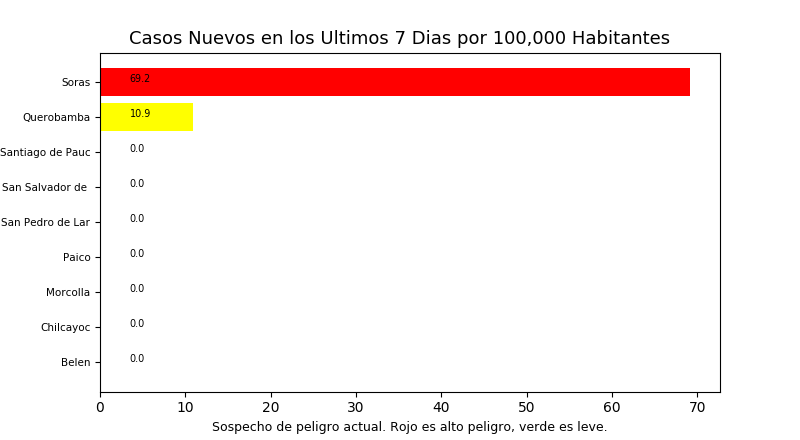 Casos Nuevos en los Ultimos 7 Dias por 100,000 Habitantes
Soras 69.2
Querobamba 10.9
Santiago de Pauc 0.0
San Salvador de 0.0
San Pedro de Lar 0.0
Paico 0.0
Morcolla 0.0
Chilcayoc 0.0
Belen 0.0
0 10 20 30 40 50 60 70
Sospecho de peligro actual. Rojo es alto peligro, verde es leve.